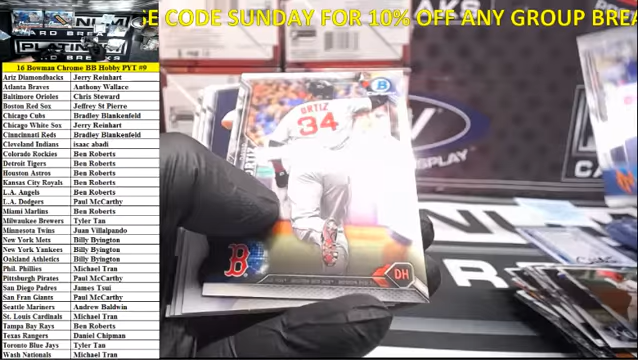 E CODE SUNDAY FOR 10% OFF ANY GROUP BREA
PLATINUM
16 Bowman Chrome BB Hobby PYT #9
Ariz Diamondbacks Jerry Reinhart
Atlanta Braves Anthony Wallace
Baltimore Orioles Chris Steward
Boston Red Sox Jeffrey St Pierre
Chicago Cubs Bradley Blankenfeld
Chicago White Sox Jerry Reinhart
Cinncinnati Reds Bradley Blankenfeld
Cleveland Indians isaac abadi
Colorado Rockies Ben Roberts
Detroit Tigers Ben Roberts
Houston Astros Ben Roberts
Kansas City Royals Ben Roberts
L.A. Angels Ben Roberts
L.A. Dodgers Paul McCarthy
Miami Marlins Ben Roberts
Milwaukee Brewers Tyler Tan
Minnesota Twins Juan Villalpando
New York Mets Billy Byington
New York Yankees Billy Byington
Oakland Athletics Billy Byington
Phil. Phillies Michael Tran
Pittsburgh Pirates Paul McCarthy
San Diego Padres James Tsui
San Fran Giants Paul McCarthy
Seattle Mariners Andrew Baldwin
St. Louis Cardinals Michael Tran
Tampa Bay Rays Ben Roberts
Texas Rangers Daniel Chipman
Toronto Blue Jays Tyler Tan
Wash Nationals Michael Tran
B
ORTIZ
34
B
DH